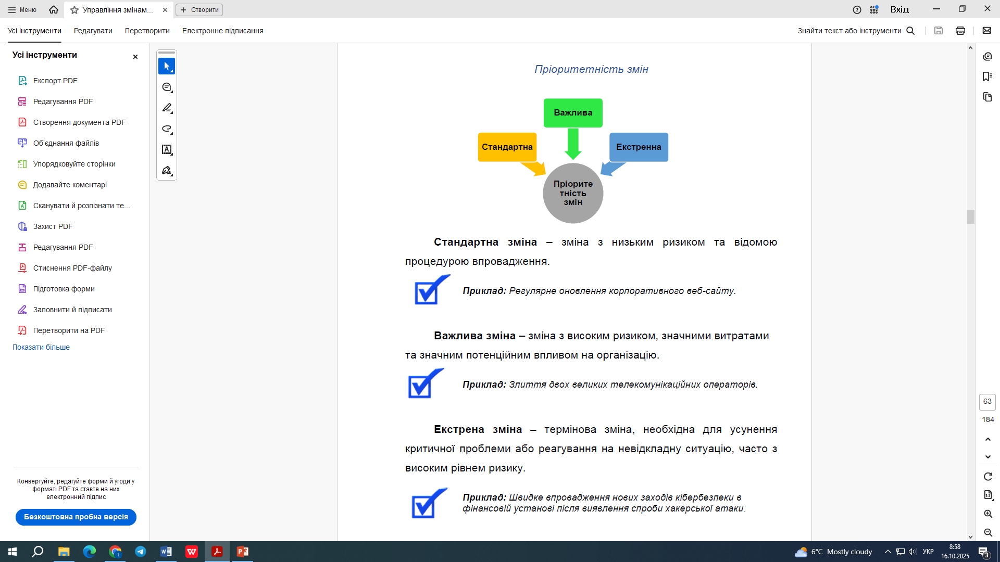 Меню
Управління змінам...
Створити
Вхід
Усі інструменти
Редагувати
Перетворити
Електронне підписання
Знайти текст або інструменти
Усі інструменти
Експорт PDF
Редагування PDF
Створення документа PDF
Об'єднання файлів
Упорядковуйте сторінки
Додавайте коментарі
Сканувати й розпізнати те...
Захист PDF
Редагування PDF
Стиснення PDF-файлу
Підготовка форми
Заповнити й підписати
Перетворити на PDF
Показати більше
Конвертуйте, редагуйте форми й угоди у
форматі PDF та ставте на них
електронний підпис
Безкоштовна пробна версія
Пріоритетність змін
Важлива
Стандартна
Екстренна
Пріорите
тність
змін
Стандартна зміна – зміна з низьким ризиком та відомою
процедурою впровадження.
Приклад: Регулярне оновлення корпоративного веб-сайту.
Важлива зміна – зміна з високим ризиком, значними витратами
та значним потенційним впливом на організацію.
Приклад: Злиття двох великих телекомунікаційних операторів.
Екстрена зміна – термінова зміна, необхідна для усунення
критичної проблеми або реагування на невідкладну ситуацію, часто з
високим рівнем ризику.
Приклад: Швидке впровадження нових заходів кібербезпеки в
фінансовій установі після виявлення спроби хакерської атаки.
63
184
6°C Mostly cloudy
УКР
8:58
16.10.2025
3